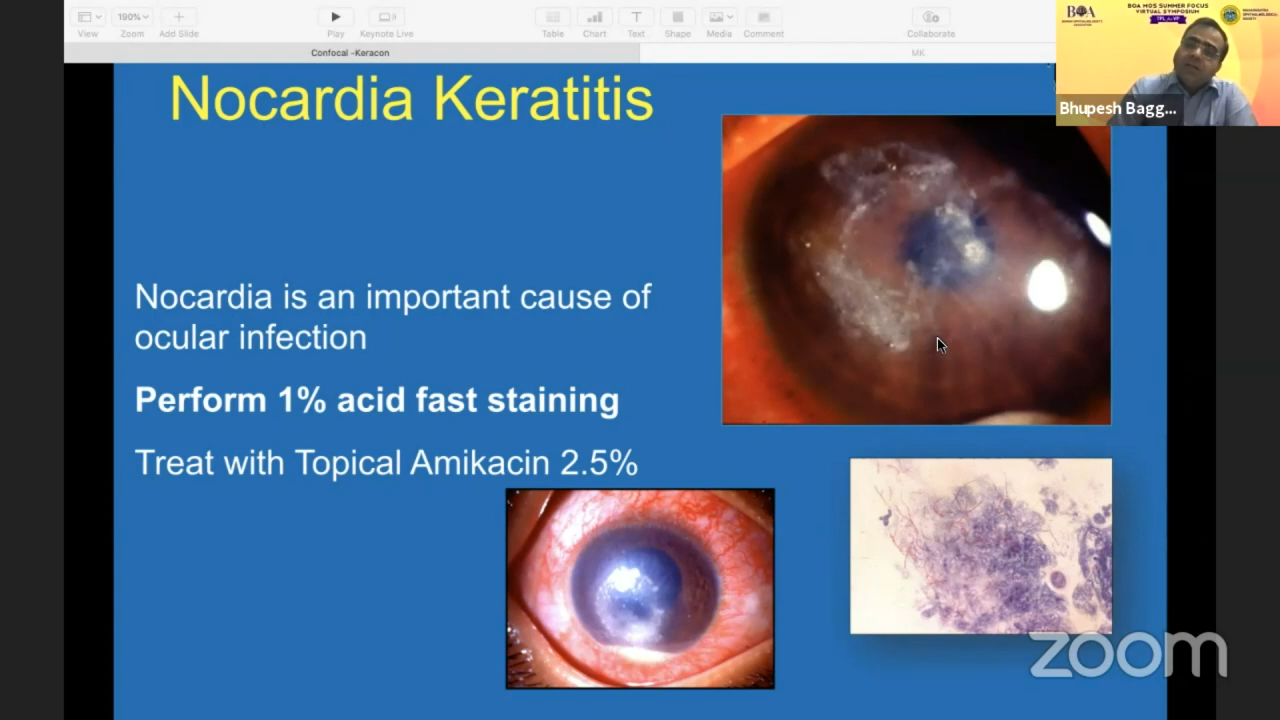 190%
View
Zoom
Add Slide
Play
Keynote Live
Table
Chart
Text
Shape
Media
Comment
Collaborate
Confocal -Keracon
MK
BOA
BOA MOS SUMMER FOCUS
VIRTUAL SYMPOSIUM
Bhupesh Bagg...
Nocardia Keratitis
Nocardia is an important cause of
ocular infection
Perform 1% acid fast staining
Treat with Topical Amikacin 2.5%
zoom